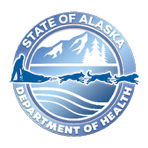 STATE OF ALASKA
DEPARTMENT OF HEALTH